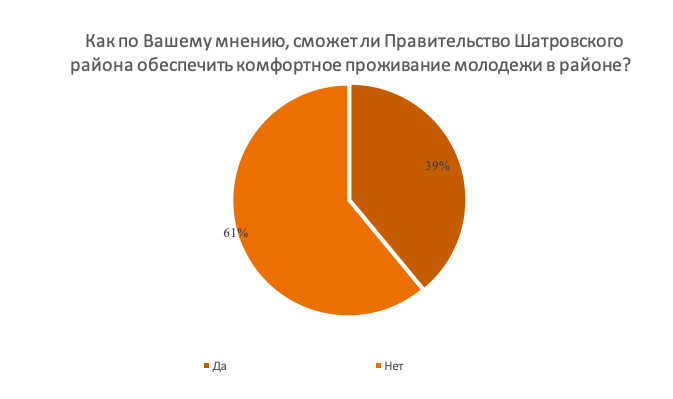 Как по Вашему мнению, сможет ли Правительство Шатровского
района обеспечить комфортное проживание молодежи в районе?
39%
61%
Да
Нет